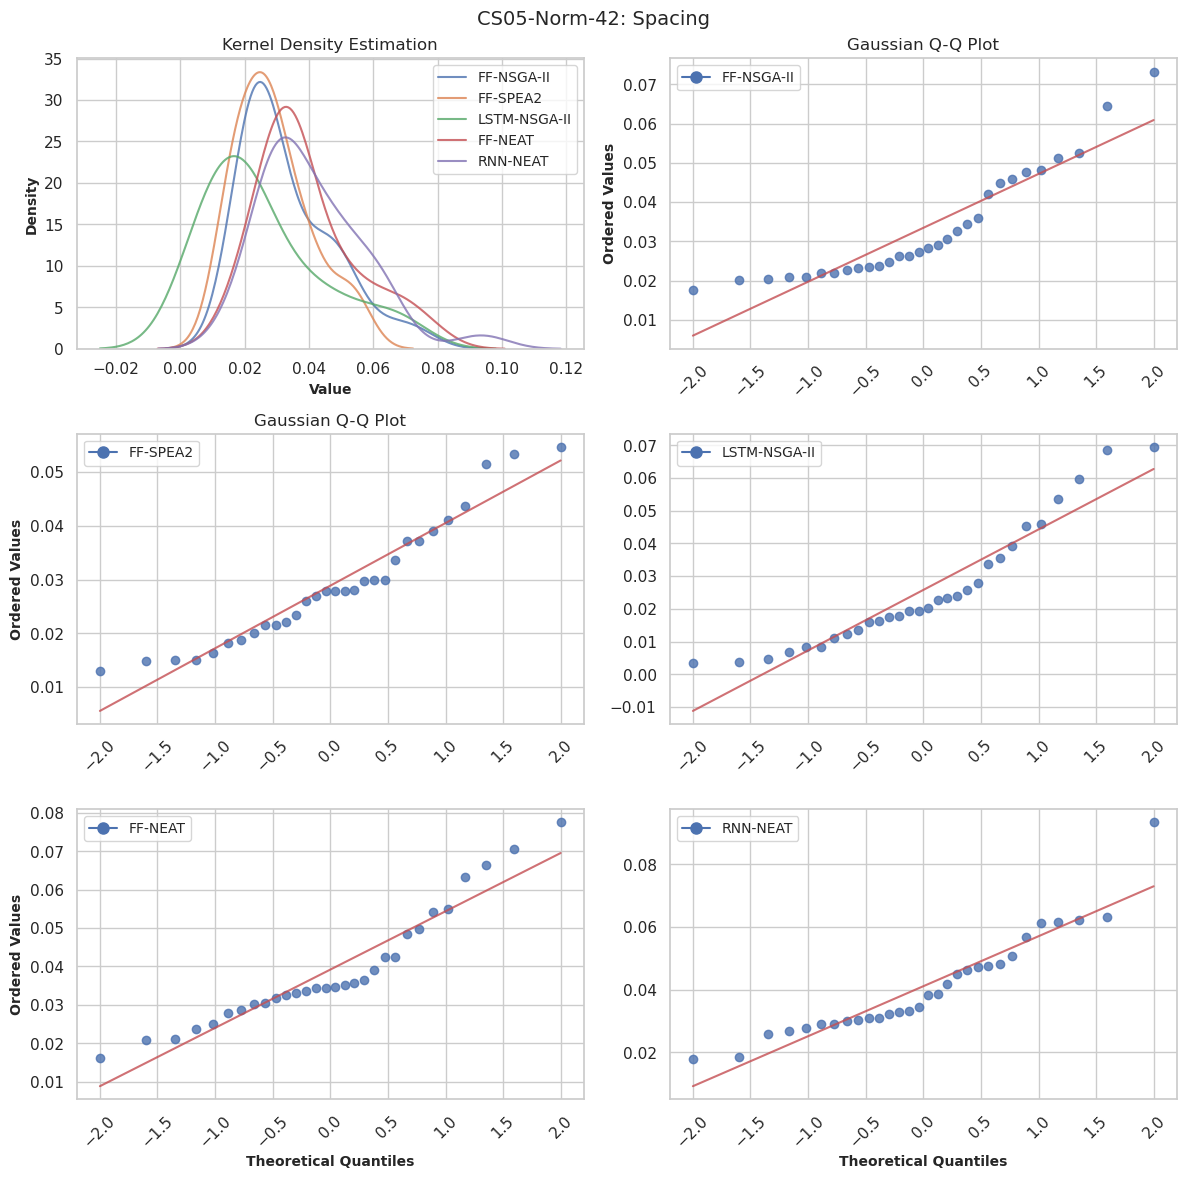 CS05-Norm-42: Spacing
Kernel Density Estimation
35
30
25
20
15
10
5
0
Density
−0.02 0.00 0.02 0.04 0.06 0.08 0.10 0.12
Value
FF-NSGA-II
FF-SPEA2
LSTM-NSGA-II
FF-NEAT
RNN-NEAT
Gaussian Q-Q Plot
FF-NSGA-II
0.07
0.06
0.05
0.04
0.03
0.02
0.01
Ordered Values
−2.0 −1.5 −1.0 −0.5 0.0 0.5 1.0 1.5 2.0
Gaussian Q-Q Plot
FF-SPEA2
0.05
0.04
0.03
0.02
0.01
Ordered Values
−2.0 −1.5 −1.0 −0.5 0.0 0.5 1.0 1.5 2.0
LSTM-NSGA-II
0.07
0.06
0.05
0.04
0.03
0.02
0.01
0.00
−0.01
−2.0 −1.5 −1.0 −0.5 0.0 0.5 1.0 1.5 2.0
FF-NEAT
0.08
0.07
0.06
0.05
0.04
0.03
0.02
0.01
Ordered Values
−2.0 −1.5 −1.0 −0.5 0.0 0.5 1.0 1.5 2.0
Theoretical Quantiles
RNN-NEAT
0.08
0.06
0.04
0.02
−2.0 −1.5 −1.0 −0.5 0.0 0.5 1.0 1.5 2.0
Theoretical Quantiles